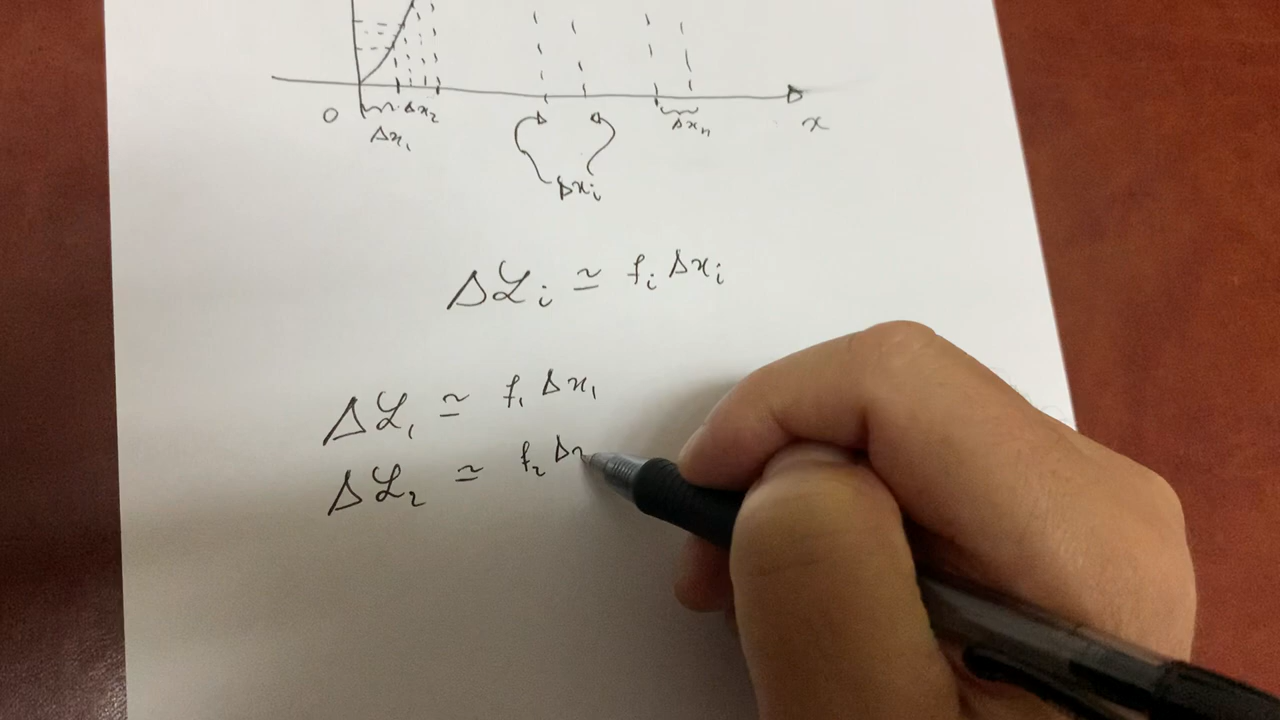 0 Δx₁ Δx₂ Δxₙ x
Δxᵢ
Δℒᵢ ≃ fᵢ Δxᵢ
Δℒ₁ ≃ f₁ Δx₁
Δℒ₂ ≃ f₂ Δx